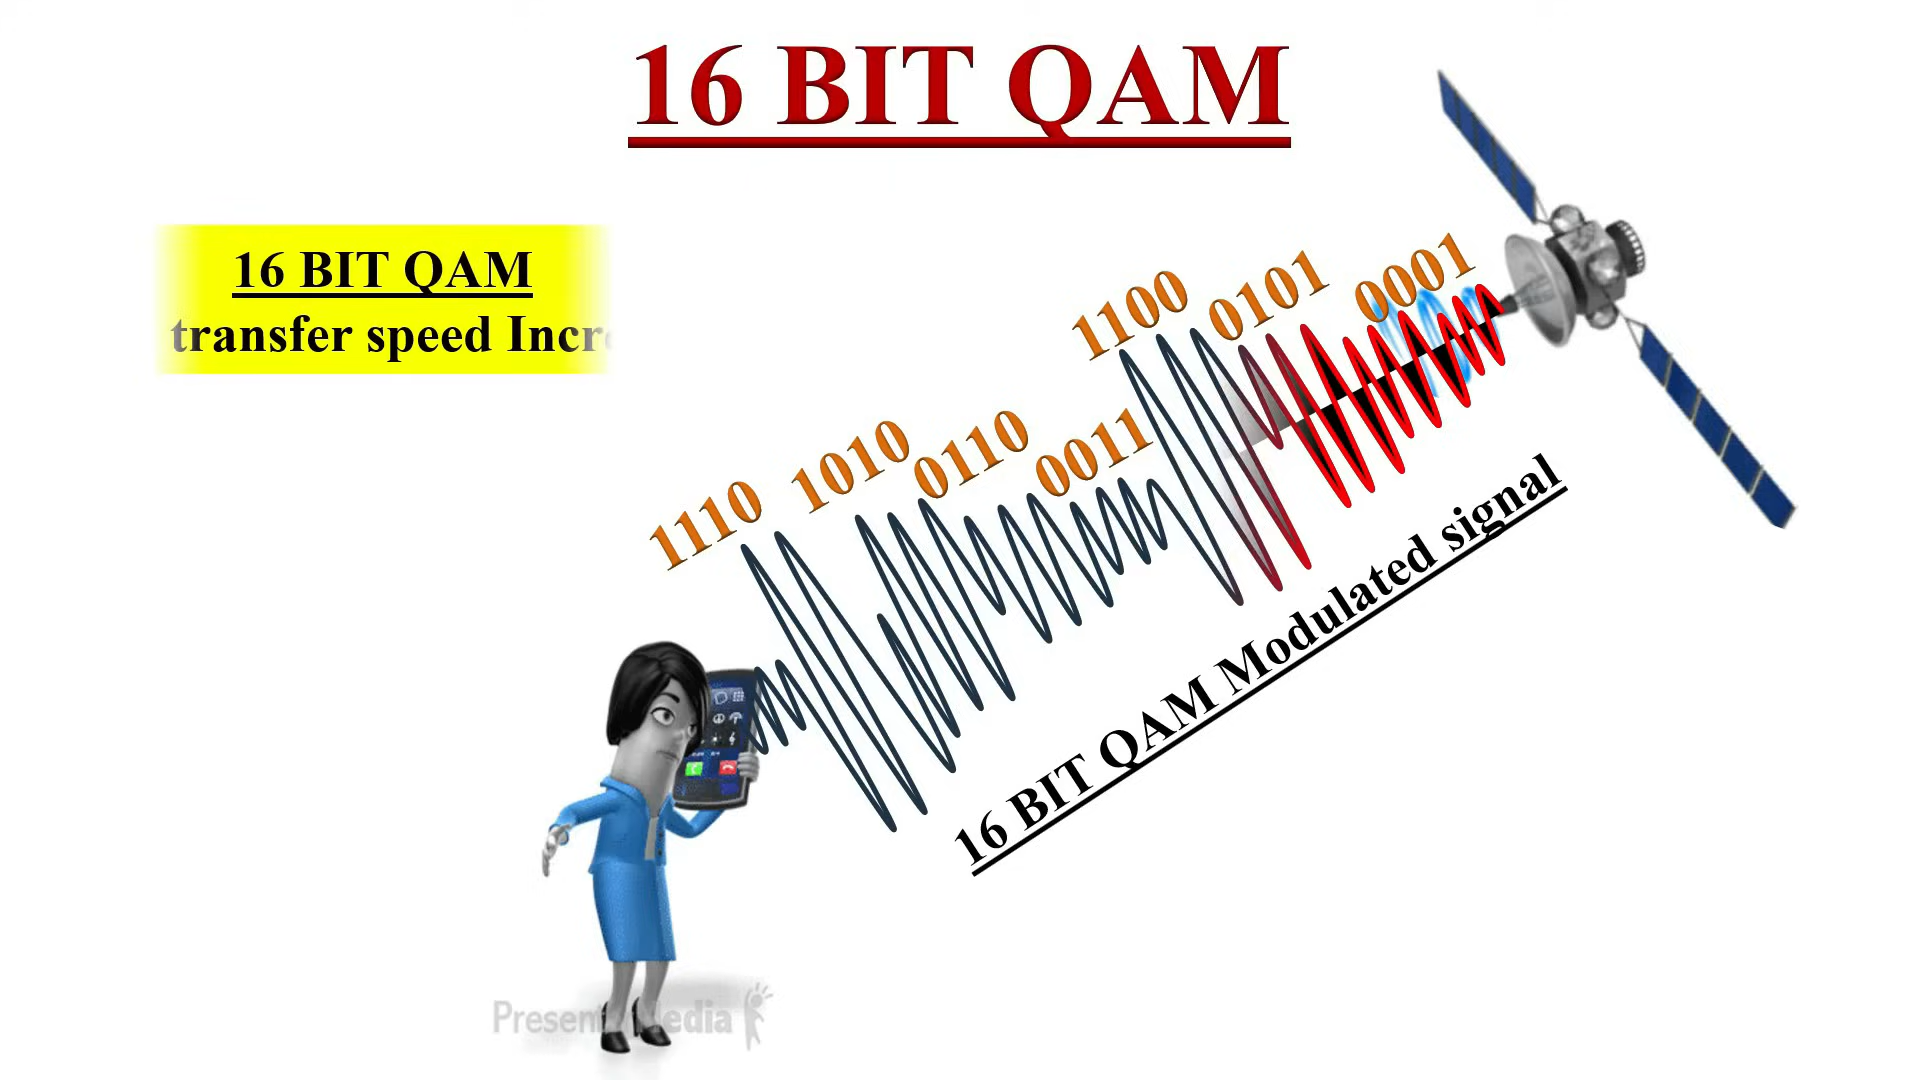 16 BIT QAM
16 BIT QAM
transfer speed Incr
1100
0101
0001
1110
1010
0110
0011
16 BIT QAM Modulated signal